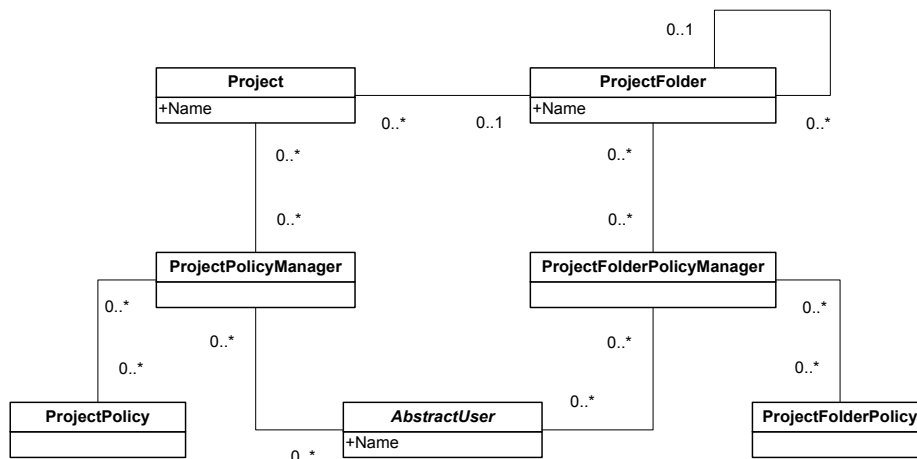 0..1
Project
ProjectFolder
+Name
+Name
0..*
0..1
0..*
0..*
0..*
0..*
0..*
ProjectPolicyManager
ProjectFolderPolicyManager
0..*
0..*
0..*
0..*
0..*
0..*
ProjectPolicy
AbstractUser
0..*
ProjectFolderPolicy
+Name
0..*